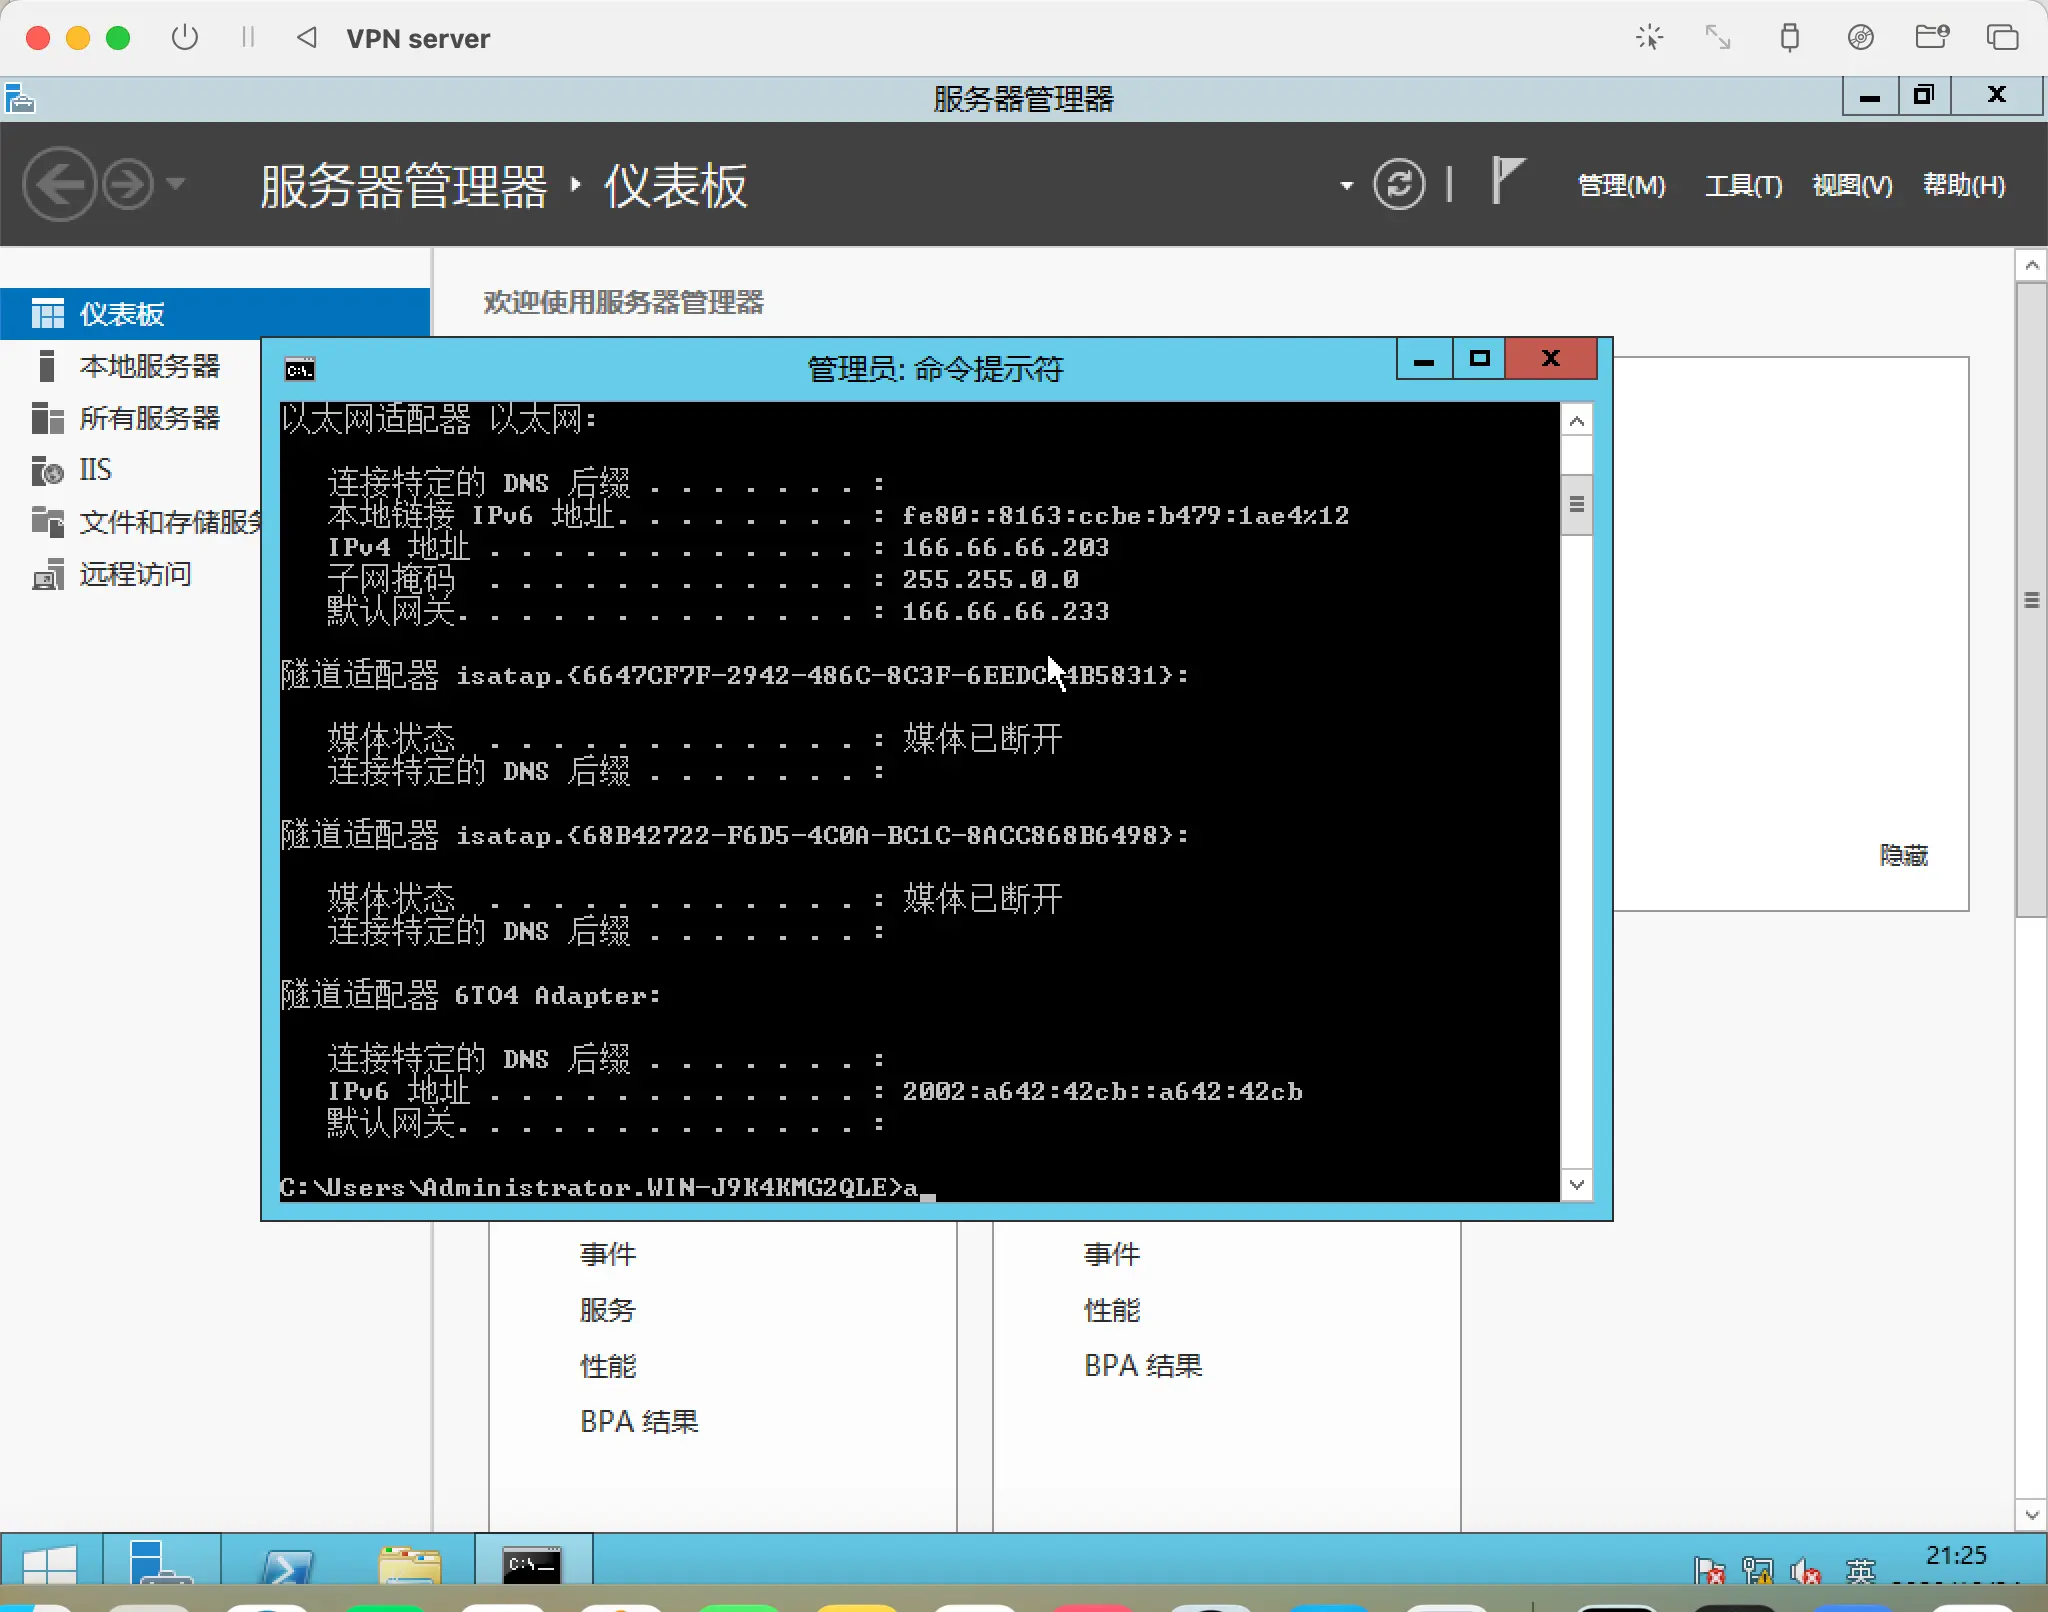 VPN server
服务器管理器
服务器管理器 ‣ 仪表板
管理(M) 工具(T) 视图(V) 帮助(H)
仪表板
本地服务器
所有服务器
IIS
文件和存储服务
远程访问
欢迎使用服务器管理器
隐藏
管理员: 命令提示符
以太网适配器 以太网:
连接特定的 DNS 后缀 . . . . . . . :
本地链接 IPv6 地址. . . . . . . . : fe80::8163:ccbe:b479:1ae4%12
IPv4 地址 . . . . . . . . . . . . : 166.66.66.203
子网掩码  . . . . . . . . . . . . : 255.255.0.0
默认网关. . . . . . . . . . . . . : 166.66.66.233
隧道适配器 isatap.{6647CF7F-2942-486C-8C3F-6EEDC 4B5831}:
媒体状态  . . . . . . . . . . . . : 媒体已断开
连接特定的 DNS 后缀 . . . . . . . :
隧道适配器 isatap.{68B42722-F6D5-4C0A-BC1C-8ACC868B6498}:
媒体状态  . . . . . . . . . . . . : 媒体已断开
连接特定的 DNS 后缀 . . . . . . . :
隧道适配器 6TO4 Adapter:
连接特定的 DNS 后缀 . . . . . . . :
IPv6 地址 . . . . . . . . . . . . : 2002:a642:42cb::a642:42cb
默认网关. . . . . . . . . . . . . :
C:\Users\Administrator.WIN-J9K4KMG2QLE>a_
事件
服务
性能
BPA 结果
事件
性能
BPA 结果
C:\_
英
21:25